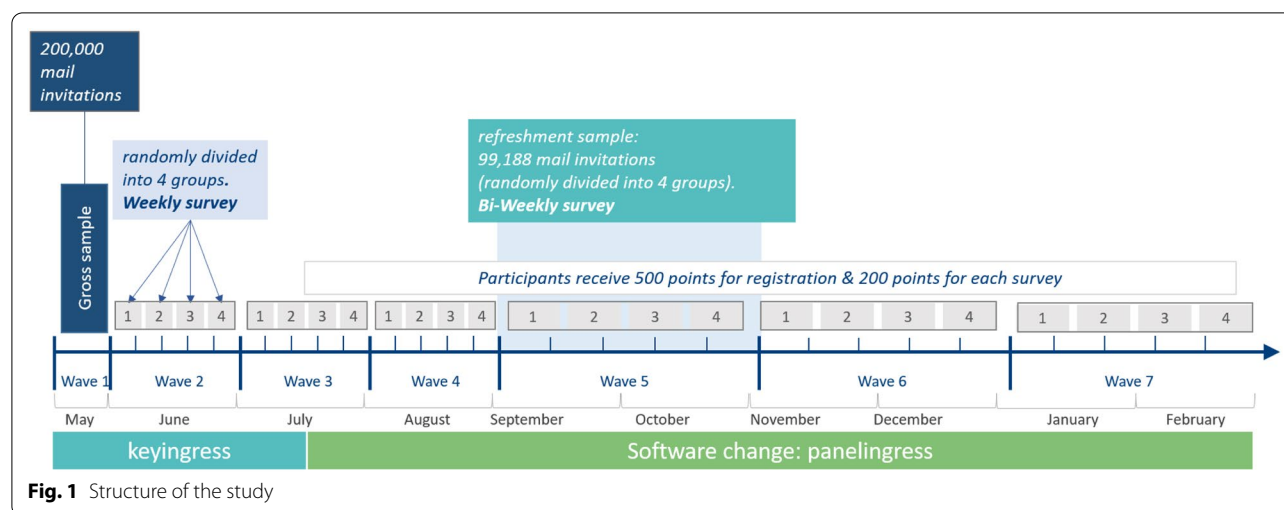 200,000
mail
invitations
randomly divided
into 4 groups.
Weekly survey
refreshment sample:
99,188 mail invitations
(randomly divided into 4 groups).
Bi-Weekly survey
Gross sample
Participants receive 500 points for registration & 200 points for each survey
1 2 3 4 1 2 3 4 1 2 3 4 1 2 3 4 1 2 3 4 1 2 3 4
Wave 1 Wave 2 Wave 3 Wave 4 Wave 5 Wave 6 Wave 7
May June July August September October November December January February
keyingress Software change: panelingress
Fig. 1 Structure of the study